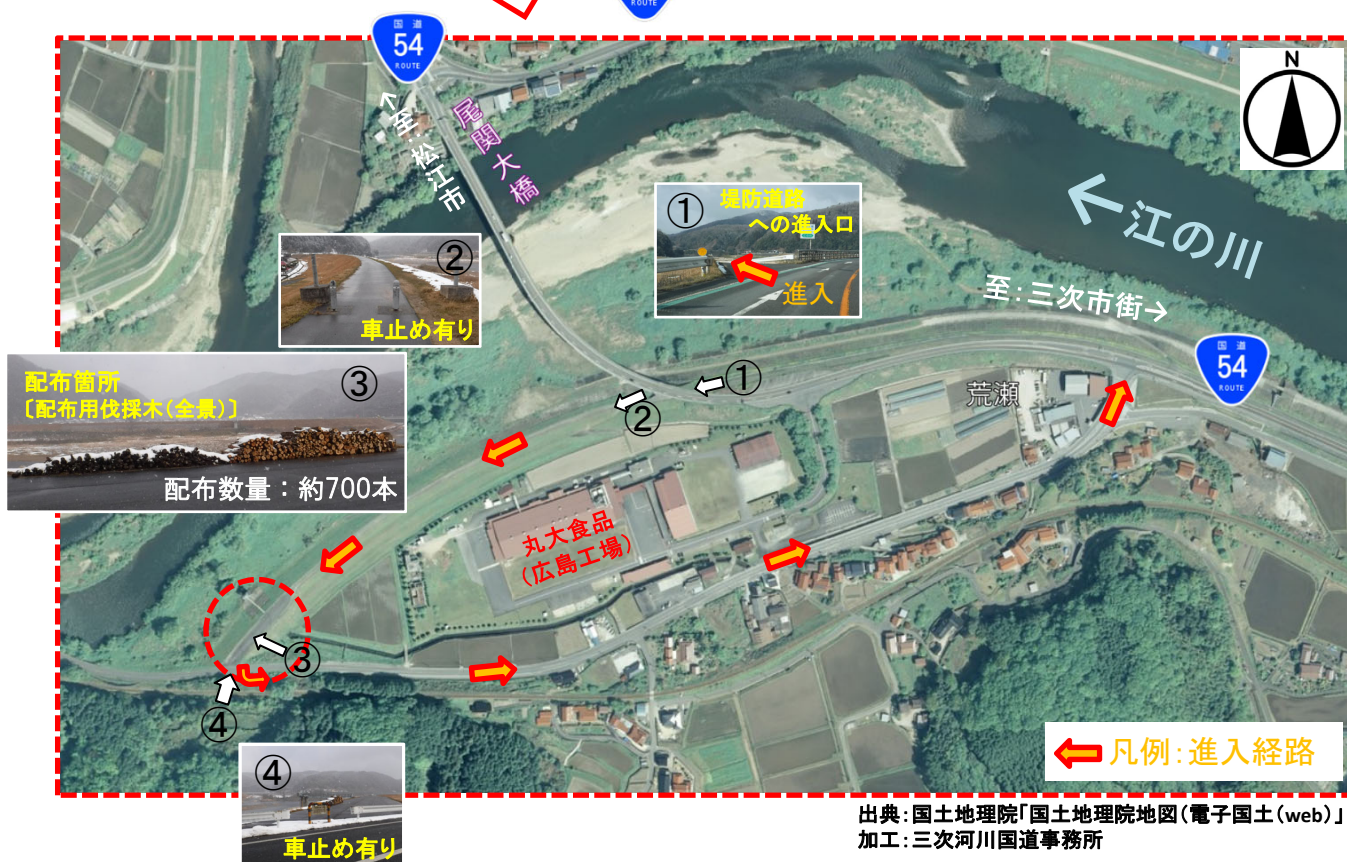 ROUTE
国道
54
ROUTE
N
←至:松江市
尾関大橋
①
堤防道路
への進入口
進入
←江の川
②
車止め有り
至:三次市街→
国道
54
ROUTE
配布箇所
〔配布用伐採木(全景)〕
③
配布数量:約700本
①
②
荒瀬
丸大食品
(広島工場)
③
④
④
車止め有り
凡例:進入経路
出典:国土地理院「国土地理院地図(電子国土(web)」
加工:三次河川国道事務所